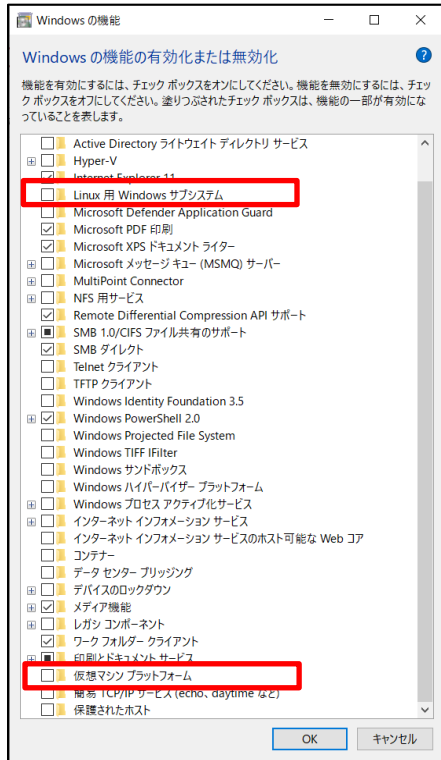 Windows の機能
Windows の機能の有効化または無効化
機能を有効にするには、チェック ボックスをオンにしてください。機能を無効にするには、チェッ
ク ボックスをオフにしてください。塗りつぶされたチェック ボックスは、機能の一部が有効にな
っていることを表します。
Active Directory ライトウェイト ディレクトリ サービス
Hyper-V
Internet Explorer 11
Linux 用 Windows サブシステム
Microsoft Defender Application Guard
Microsoft PDF 印刷
Microsoft XPS ドキュメント ライター
Microsoft メッセージ キュー (MSMQ) サーバー
MultiPoint Connector
NFS 用サービス
Remote Differential Compression API サポート
SMB 1.0/CIFS ファイル共有のサポート
SMB ダイレクト
Telnet クライアント
TFTP クライアント
Windows Identity Foundation 3.5
Windows PowerShell 2.0
Windows Projected File System
Windows TIFF IFilter
Windows サンドボックス
Windows ハイパーバイザー プラットフォーム
Windows プロセス アクティブ化サービス
インターネット インフォメーション サービス
インターネット インフォメーション サービスのホスト可能な Web コア
コンテナー
データ センター ブリッジング
デバイスのロックダウン
メディア機能
レガシ コンポーネント
ワーク フォルダー クライアント
印刷とドキュメント サービス
仮想マシン プラットフォーム
簡易 TCP/IP サービス (echo、daytime など)
保護されたホスト
OK キャンセル